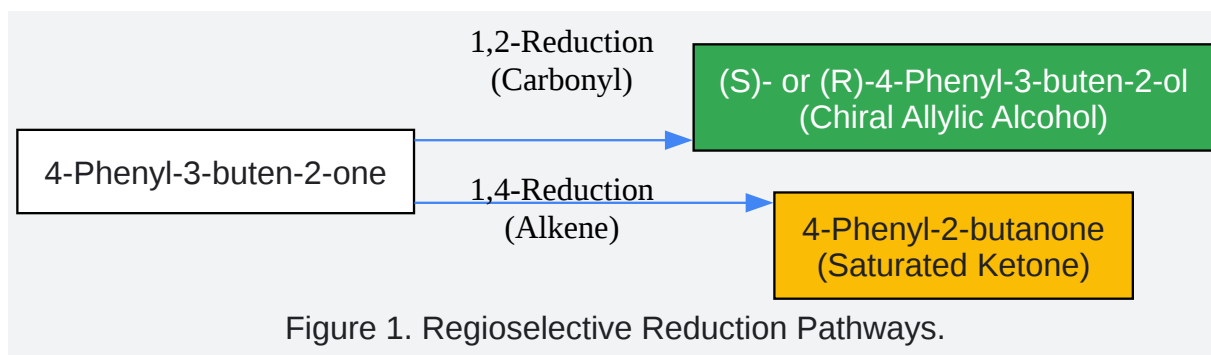 1,2-Reduction
(Carbonyl)
(S)- or (R)-4-Phenyl-3-buten-2-ol
(Chiral Allylic Alcohol)
4-Phenyl-3-buten-2-one
1,4-Reduction
(Alkene)
4-Phenyl-2-butanone
(Saturated Ketone)
Figure 1. Regioselective Reduction Pathways.